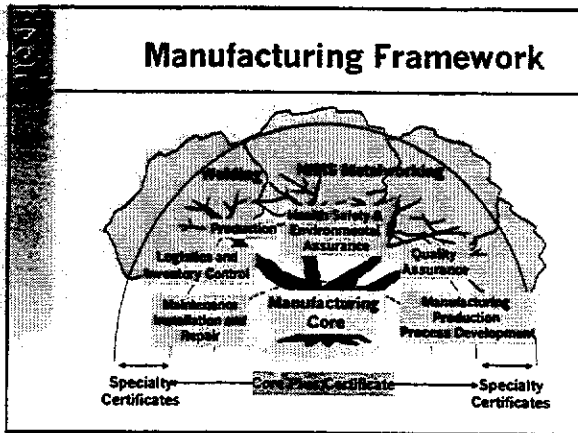 Manufacturing Framework
Welding
NIMS Metalworking
Production
Health Safety &
Environmental
Assurance
Logistics and
Inventory Control
Quality
Assurance
Maintenance
Installation and
Repair
Manufacturing
Core
Manufacturing
Production
Process Development
Specialty
Certificates
Core Plus Certificate
Specialty
Certificates